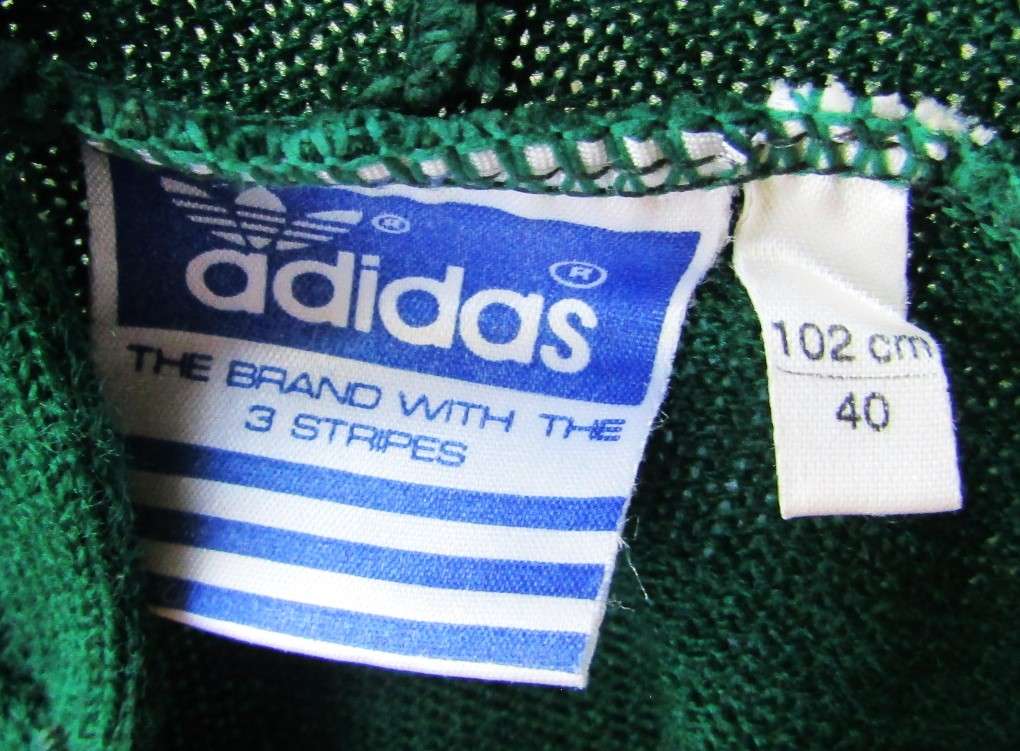 ®
adidas®
THE BRAND WITH THE
3 STRIPES
102 cm
40